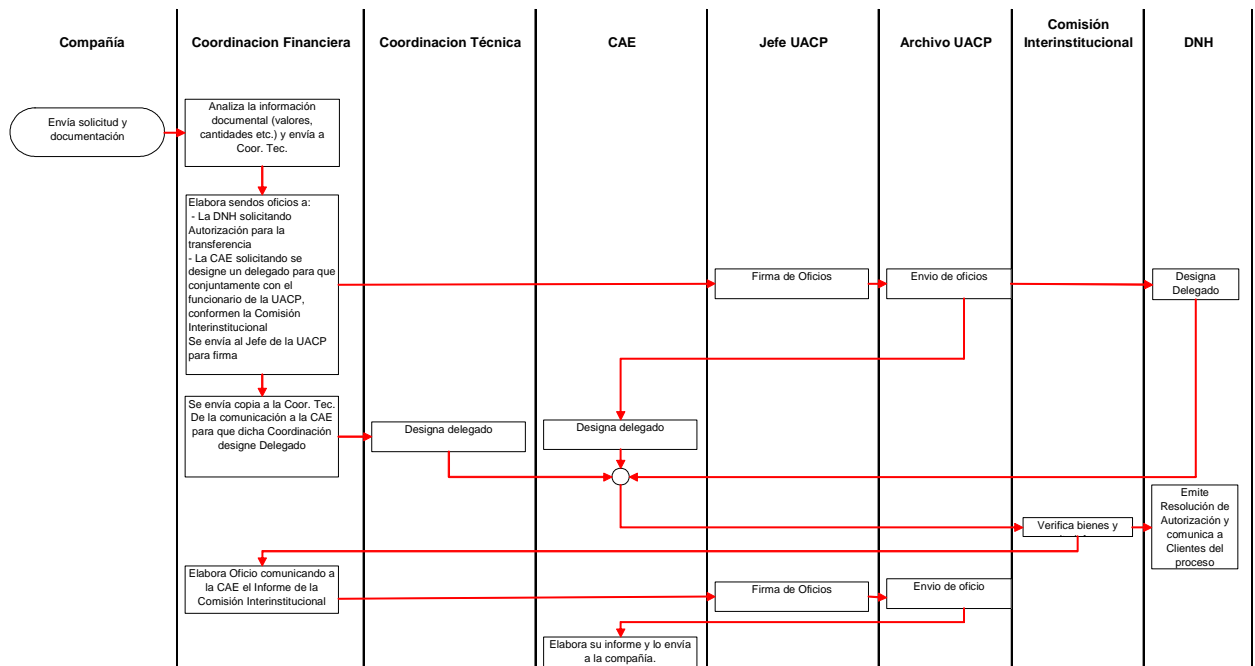 Compañía
Coordinacion Financiera
Coordinacion Técnica
CAE
Jefe UACP
Archivo UACP
Comisión
Interinstitucional
DNH
Envía solicitud y
documentación
Analiza la información
documental (valores,
cantidades etc.) y envía a
Coor. Tec.
Elabora sendos oficios a:
- La DNH solicitando
Autorización para la
transferencia
- La CAE solicitando se
designe un delegado para que
conjuntamente con el
funcionario de la UACP,
conformen la Comisión
Interinstitucional
Se envía al Jefe de la UACP
para firma
Firma de Oficios
Envio de oficios
Designa
Delegado
Se envía copia a la Coor. Tec.
De la comunicación a la CAE
para que dicha Coordinación
designe Delegado
Designa delegado
Designa delegado
Verifica bienes y
Emite
Resolución de
Autorización y
comunica a
Clientes del
proceso
Elabora Oficio comunicando a
la CAE el Informe de la
Comisión Interinstitucional
Firma de Oficios
Envio de oficio
Elabora su informe y lo envía
a la compañía.